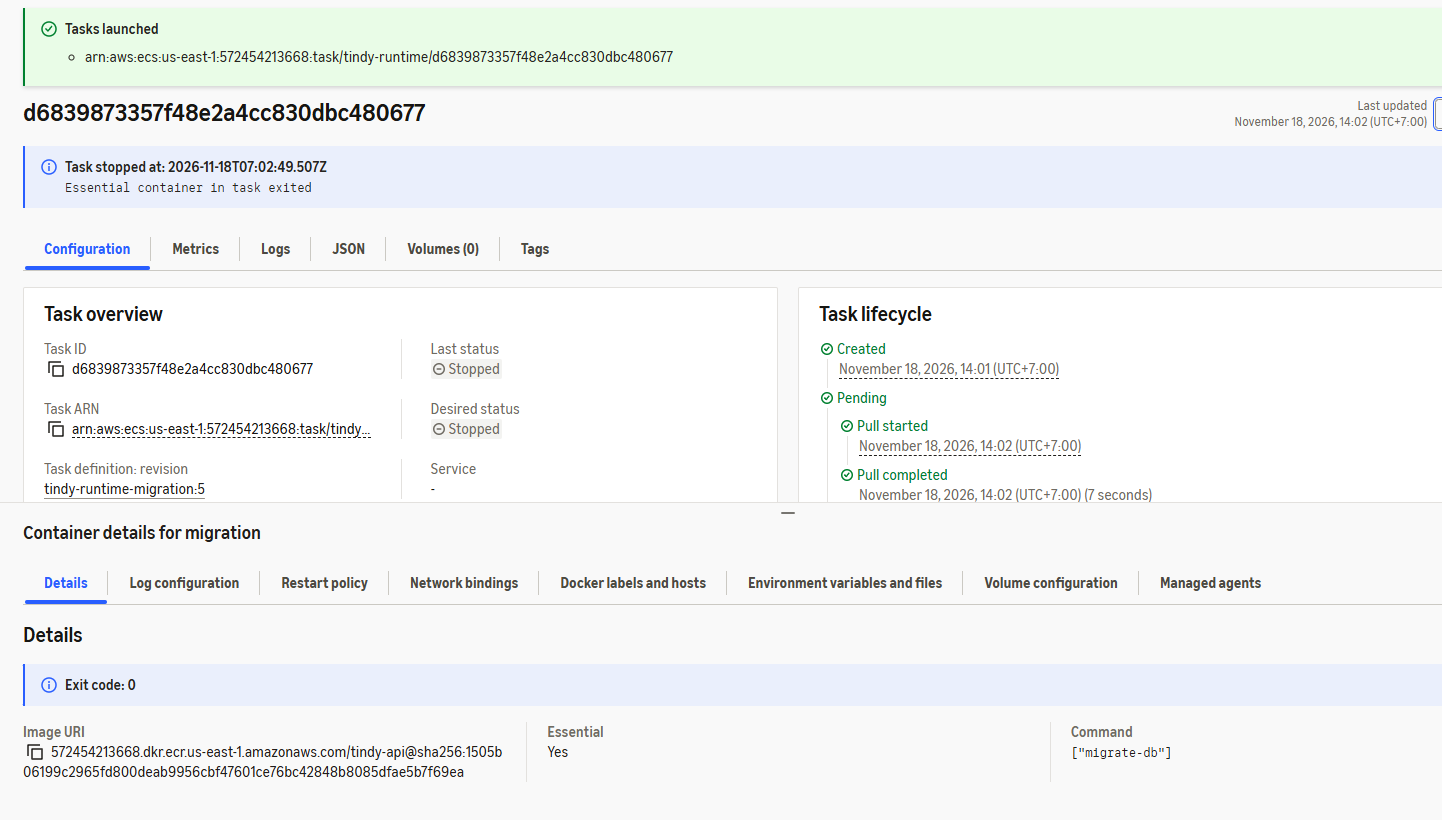 Tasks launched
arn:aws:ecs:us-east-1:572454213668:task/tindy-runtime/d6839873357f48e2a4cc830dbc480677
d6839873357f48e2a4cc830dbc480677
Last updated
November 18, 2026, 14:02 (UTC+7:00)
Task stopped at: 2026-11-18T07:02:49.507Z
Essential container in task exited
Configuration
Metrics
Logs
JSON
Volumes (0)
Tags
Task overview
Task ID
d6839873357f48e2a4cc830dbc480677
Last status
Stopped
Task ARN
arn:aws:ecs:us-east-1:572454213668:task/tindy...
Desired status
Stopped
Task definition: revision
tindy-runtime-migration:5
Service
-
Task lifecycle
Created
November 18, 2026, 14:01 (UTC+7:00)
Pending
Pull started
November 18, 2026, 14:02 (UTC+7:00)
Pull completed
November 18, 2026, 14:02 (UTC+7:00) (7 seconds)
Container details for migration
Details
Log configuration
Restart policy
Network bindings
Docker labels and hosts
Environment variables and files
Volume configuration
Managed agents
Details
Exit code: 0
Image URI
572454213668.dkr.ecr.us-east-1.amazonaws.com/tindy-api@sha256:1505b
06199c2965fd800deab9956cbf47601ce76bc42848b8085dfae5b7f69ea
Essential
Yes
Command
["migrate-db"]